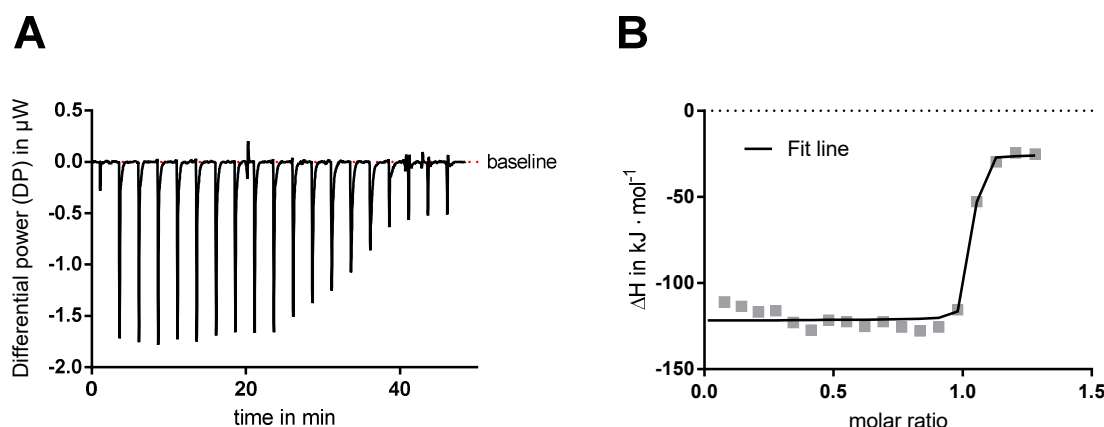 A
Differential power (DP) in µW
0.5
0.0
-0.5
-1.0
-1.5
-2.0
baseline
0
20
40
time in min
B
ΔH in kJ · mol⁻¹
0
-50
-100
-150
Fit line
0.0
0.5
1.0
1.5
molar ratio